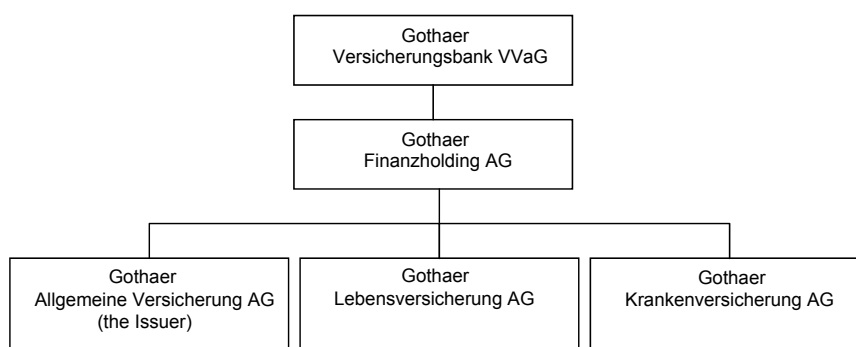 Gothaer
Versicherungsbank VVaG
Gothaer
Finanzholding AG
Gothaer
Allgemeine Versicherung AG
(the Issuer)
Gothaer
Lebensversicherung AG
Gothaer
Krankenversicherung AG